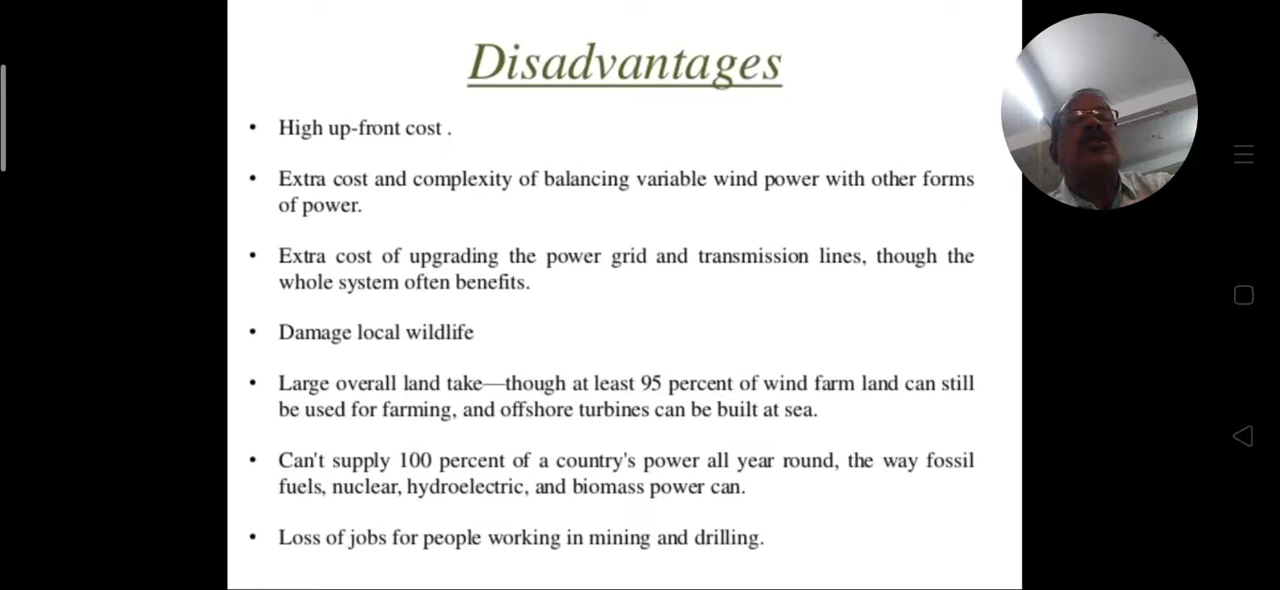 Disadvantages
• High up-front cost .
• Extra cost and complexity of balancing variable wind power with other forms
of power.
• Extra cost of upgrading the power grid and transmission lines, though the
whole system often benefits.
• Damage local wildlife
• Large overall land take—though at least 95 percent of wind farm land can still
be used for farming, and offshore turbines can be built at sea.
• Can't supply 100 percent of a country's power all year round, the way fossil
fuels, nuclear, hydroelectric, and biomass power can.
• Loss of jobs for people working in mining and drilling.